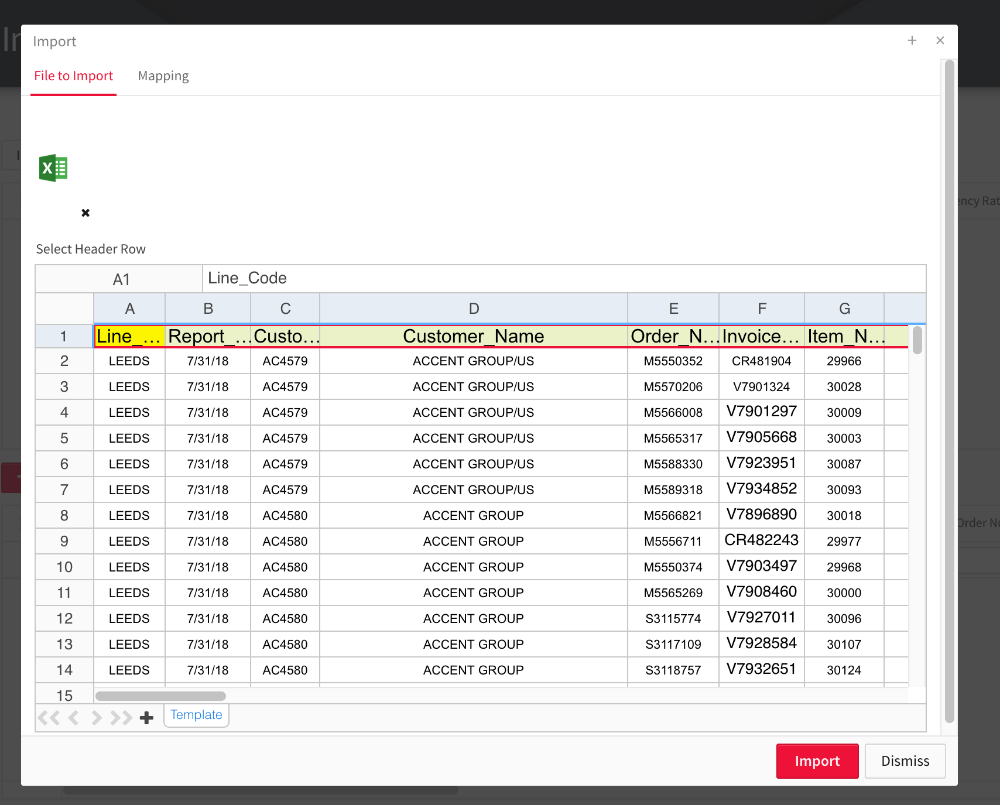 Import + ×
File to Import Mapping
Select Header Row
A1 Line_Code
A B C D E F G
1 Line_... Report_... Custo... Customer_Name Order_N... Invoice... Item_N...
2 LEEDS 7/31/18 AC4579 ACCENT GROUP/US M5550352 CR481904 29966
3 LEEDS 7/31/18 AC4579 ACCENT GROUP/US M5570206 V7901324 30028
4 LEEDS 7/31/18 AC4579 ACCENT GROUP/US M5566008 V7901297 30009
5 LEEDS 7/31/18 AC4579 ACCENT GROUP/US M5565317 V7905668 30003
6 LEEDS 7/31/18 AC4579 ACCENT GROUP/US M5588330 V7923951 30087
7 LEEDS 7/31/18 AC4579 ACCENT GROUP/US M5589318 V7934852 30093
8 LEEDS 7/31/18 AC4580 ACCENT GROUP M5566821 V7896890 30018
9 LEEDS 7/31/18 AC4580 ACCENT GROUP M5556711 CR482243 29977
10 LEEDS 7/31/18 AC4580 ACCENT GROUP M5550374 V7903497 29968
11 LEEDS 7/31/18 AC4580 ACCENT GROUP M5565269 V7908460 30000
12 LEEDS 7/31/18 AC4580 ACCENT GROUP S3115774 V7927011 30096
13 LEEDS 7/31/18 AC4580 ACCENT GROUP S3117109 V7928584 30107
14 LEEDS 7/31/18 AC4580 ACCENT GROUP S3118757 V7932651 30124
15
Template
Import Dismiss
ency Rat
Order No